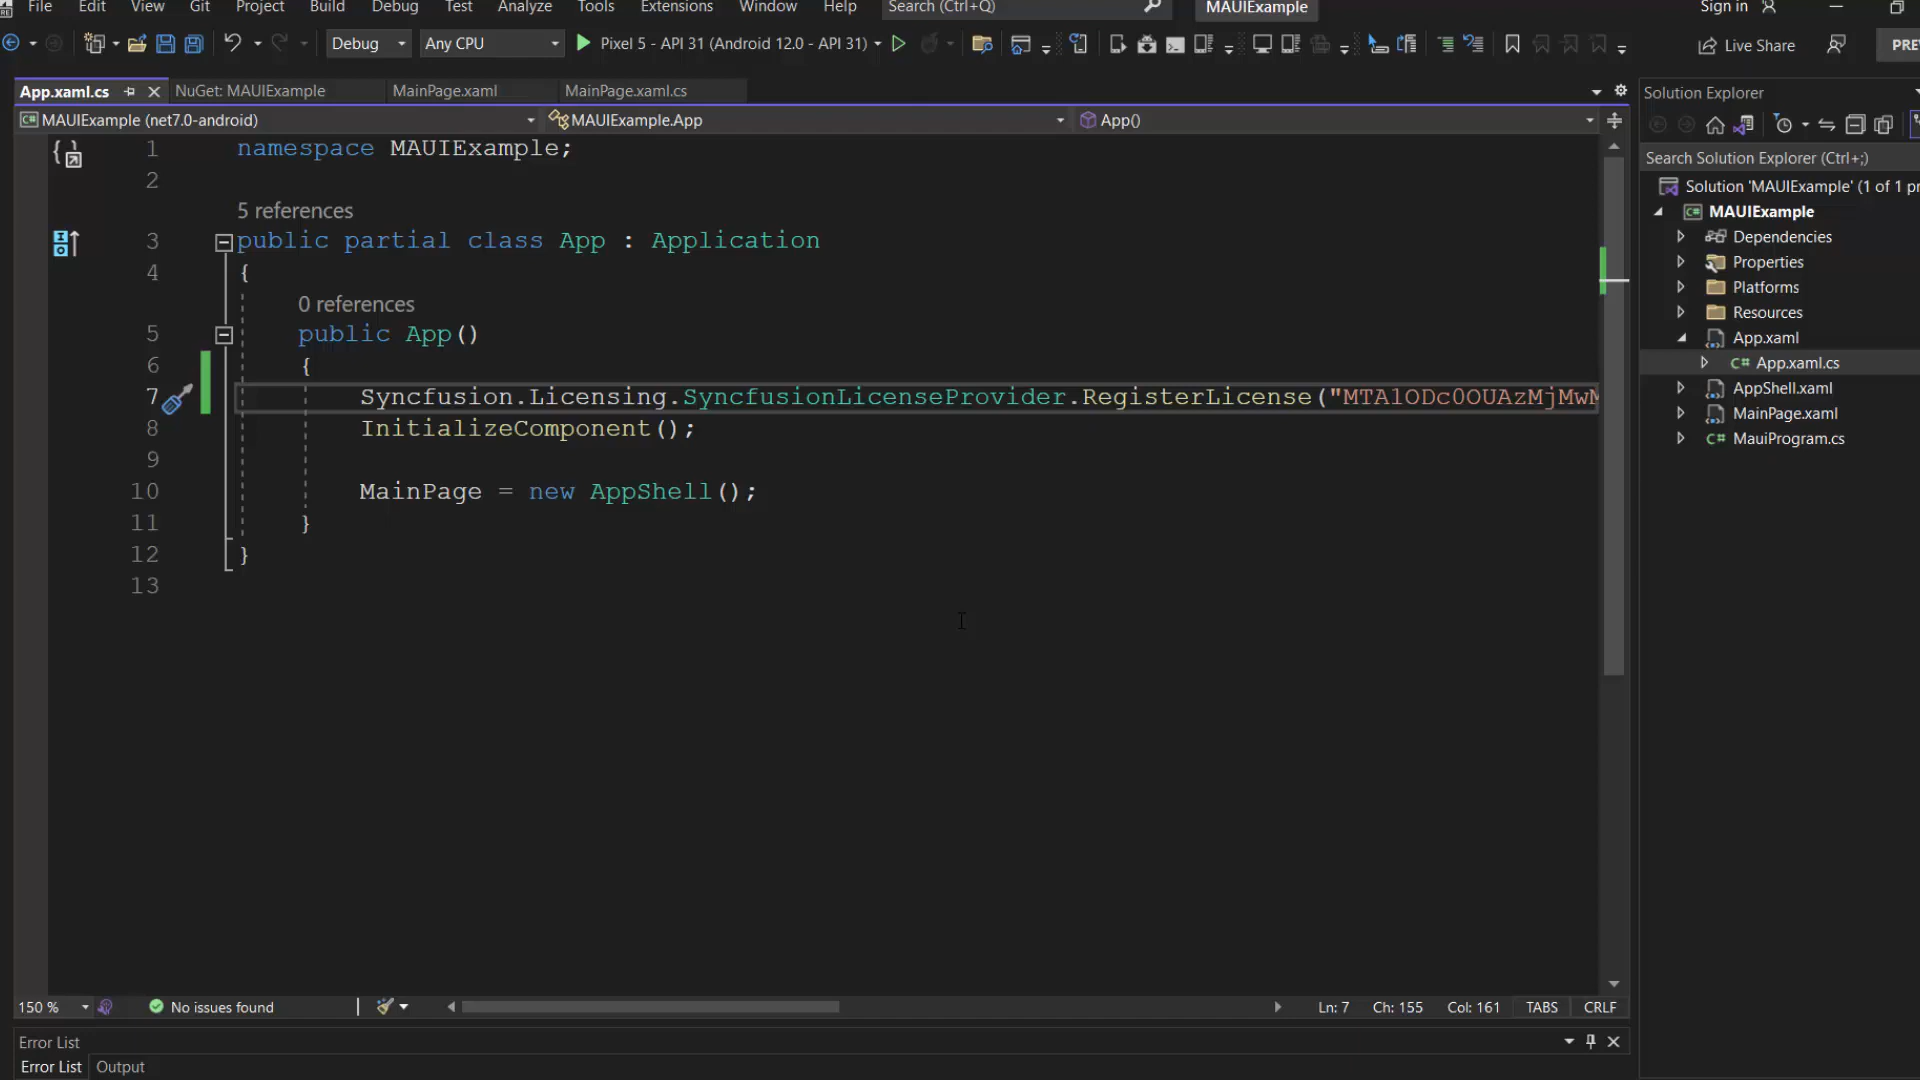 File Edit View Git Project Build Debug Test Analyze Tools Extensions Window Help Search (Ctrl+Q) MAUIExample Sign in
Debug Any CPU Pixel 5 - API 31 (Android 12.0 - API 31) Live Share PRE
App.xaml.cs NuGet: MAUIExample MainPage.xaml MainPage.xaml.cs
MAUIExample (net7.0-android) MAUIExample.App App()
1 namespace MAUIExample;
2
5 references
3 public partial class App : Application
4 {
0 references
5 public App()
6 {
7 Syncfusion.Licensing.SyncfusionLicenseProvider.RegisterLicense("
8 InitializeComponent();
9
10 MainPage = new AppShell();
11 }
12 }
13
150 % No issues found Ln: 7 Ch: 155 Col: 161 TABS CRLF
Error List
Error List Output
Solution Explorer
Search Solution Explorer (Ctrl+;)
Solution 'MAUIExample' (1 of 1 pr
MAUIExample
Dependencies
Properties
Platforms
Resources
App.xaml
C# App.xaml.cs
AppShell.xaml
MainPage.xaml
C# MauiProgram.cs